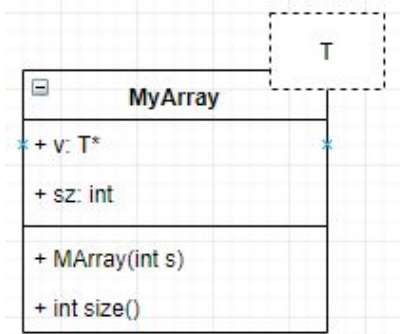 T
MyArray
+ v: T*
+ sz: int
+ MArray(int s)
+ int size()